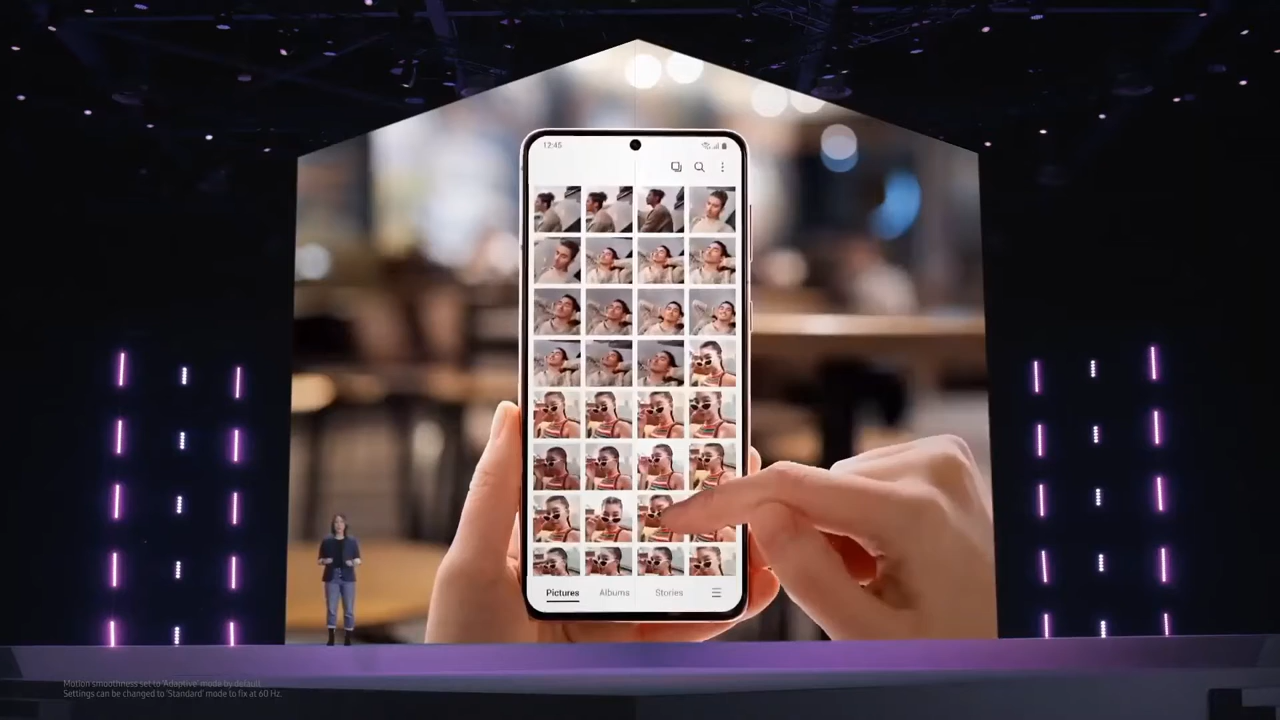 12:45
Pictures Albums Stories
Motion smoothness set to 'Adaptive' mode by default.
Settings can be changed to 'Standard' mode to fix at 60 Hz.